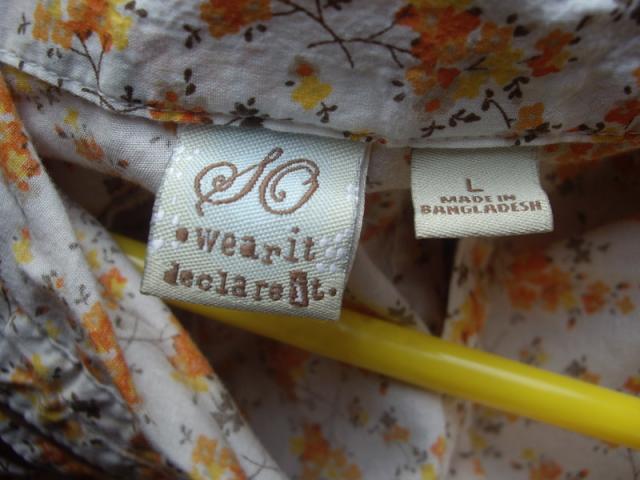 SO
•wear it
declare it•
L
MADE IN
BANGLADESH